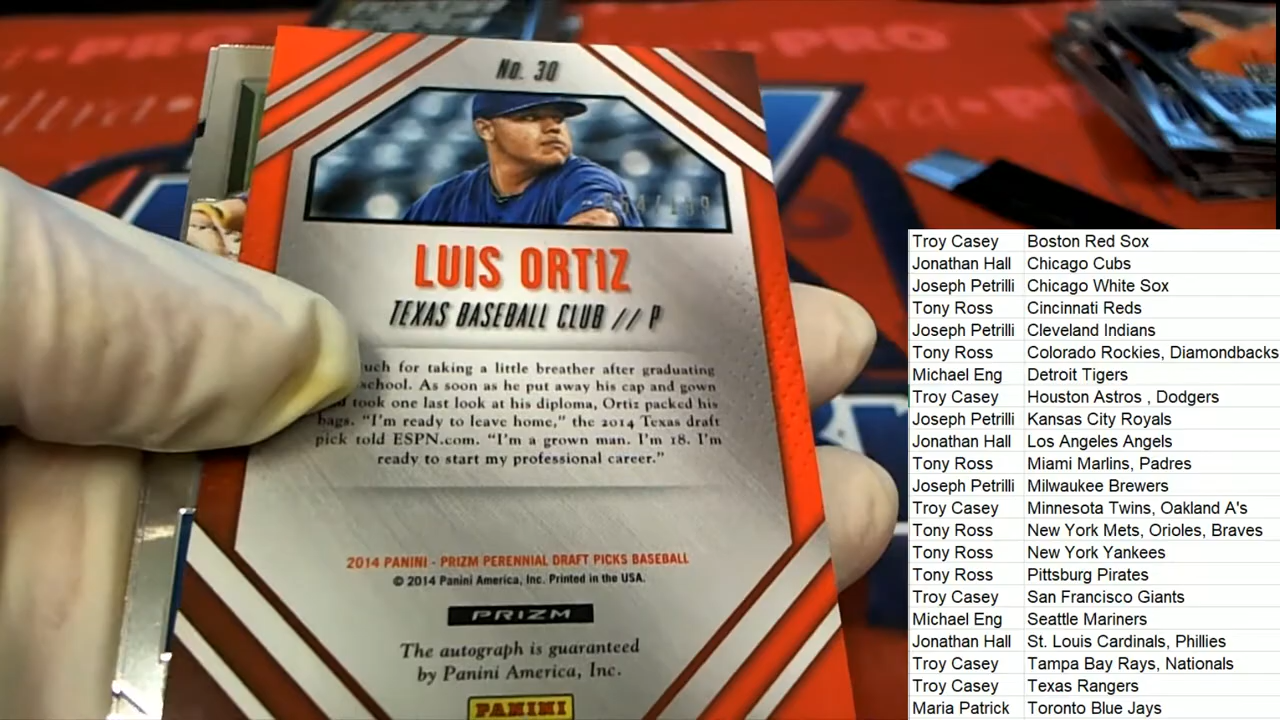 No. 30
LUIS ORTIZ
TEXAS BASEBALL CLUB // P
uch for taking a little breather after graduating
school. As soon as he put away his cap and gown
took one last look at his diploma, Ortiz packed his
bags. “I'm ready to leave home,” the 2014 Texas draft
pick told ESPN.com. “I'm a grown man. I'm 18. I'm
ready to start my professional career.”
2014 PANINI - PRIZM PERENNIAL DRAFT PICKS BASEBALL
© 2014 Panini America, Inc. Printed in the USA.
PRIZM
The autograph is guaranteed
by Panini America, Inc.
PANINI
Troy Casey Boston Red Sox
Jonathan Hall Chicago Cubs
Joseph Petrilli Chicago White Sox
Tony Ross Cincinnati Reds
Joseph Petrilli Cleveland Indians
Tony Ross Colorado Rockies, Diamondbacks
Michael Eng Detroit Tigers
Troy Casey Houston Astros , Dodgers
Joseph Petrilli Kansas City Royals
Jonathan Hall Los Angeles Angels
Tony Ross Miami Marlins, Padres
Joseph Petrilli Milwaukee Brewers
Troy Casey Minnesota Twins, Oakland A's
Tony Ross New York Mets, Orioles, Braves
Tony Ross New York Yankees
Tony Ross Pittsburg Pirates
Troy Casey San Francisco Giants
Michael Eng Seattle Mariners
Jonathan Hall St. Louis Cardinals, Phillies
Troy Casey Tampa Bay Rays, Nationals
Troy Casey Texas Rangers
Maria Patrick Toronto Blue Jays